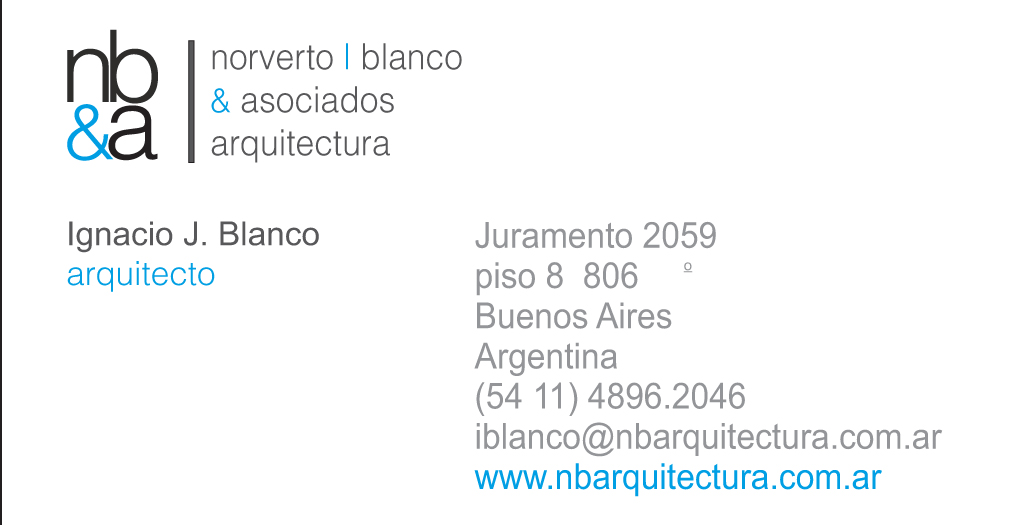 nb
&a
norverto | blanco
& asociados
arquitectura
Ignacio J. Blanco
arquitecto
Juramento 2059
piso 8 806 º
Buenos Aires
Argentina
(54 11) 4896.2046
iblanco@nbarquitectura.com.ar
www.nbarquitectura.com.ar